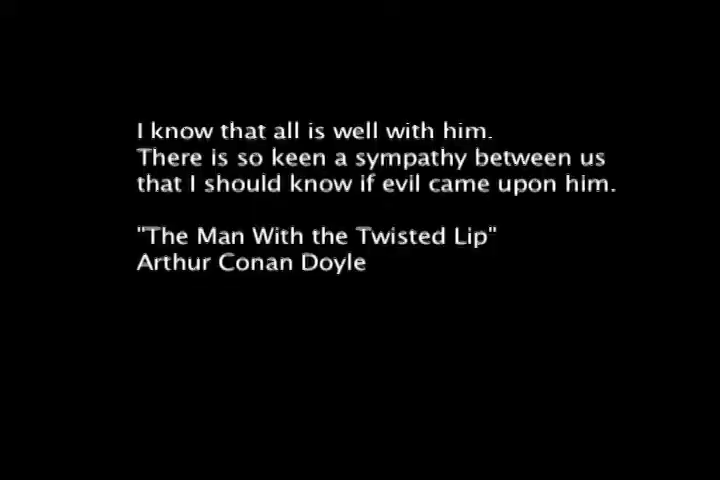 I know that all is well with him.
There is so keen a sympathy between us
that I should know if evil came upon him.
"The Man With the Twisted Lip"
Arthur Conan Doyle